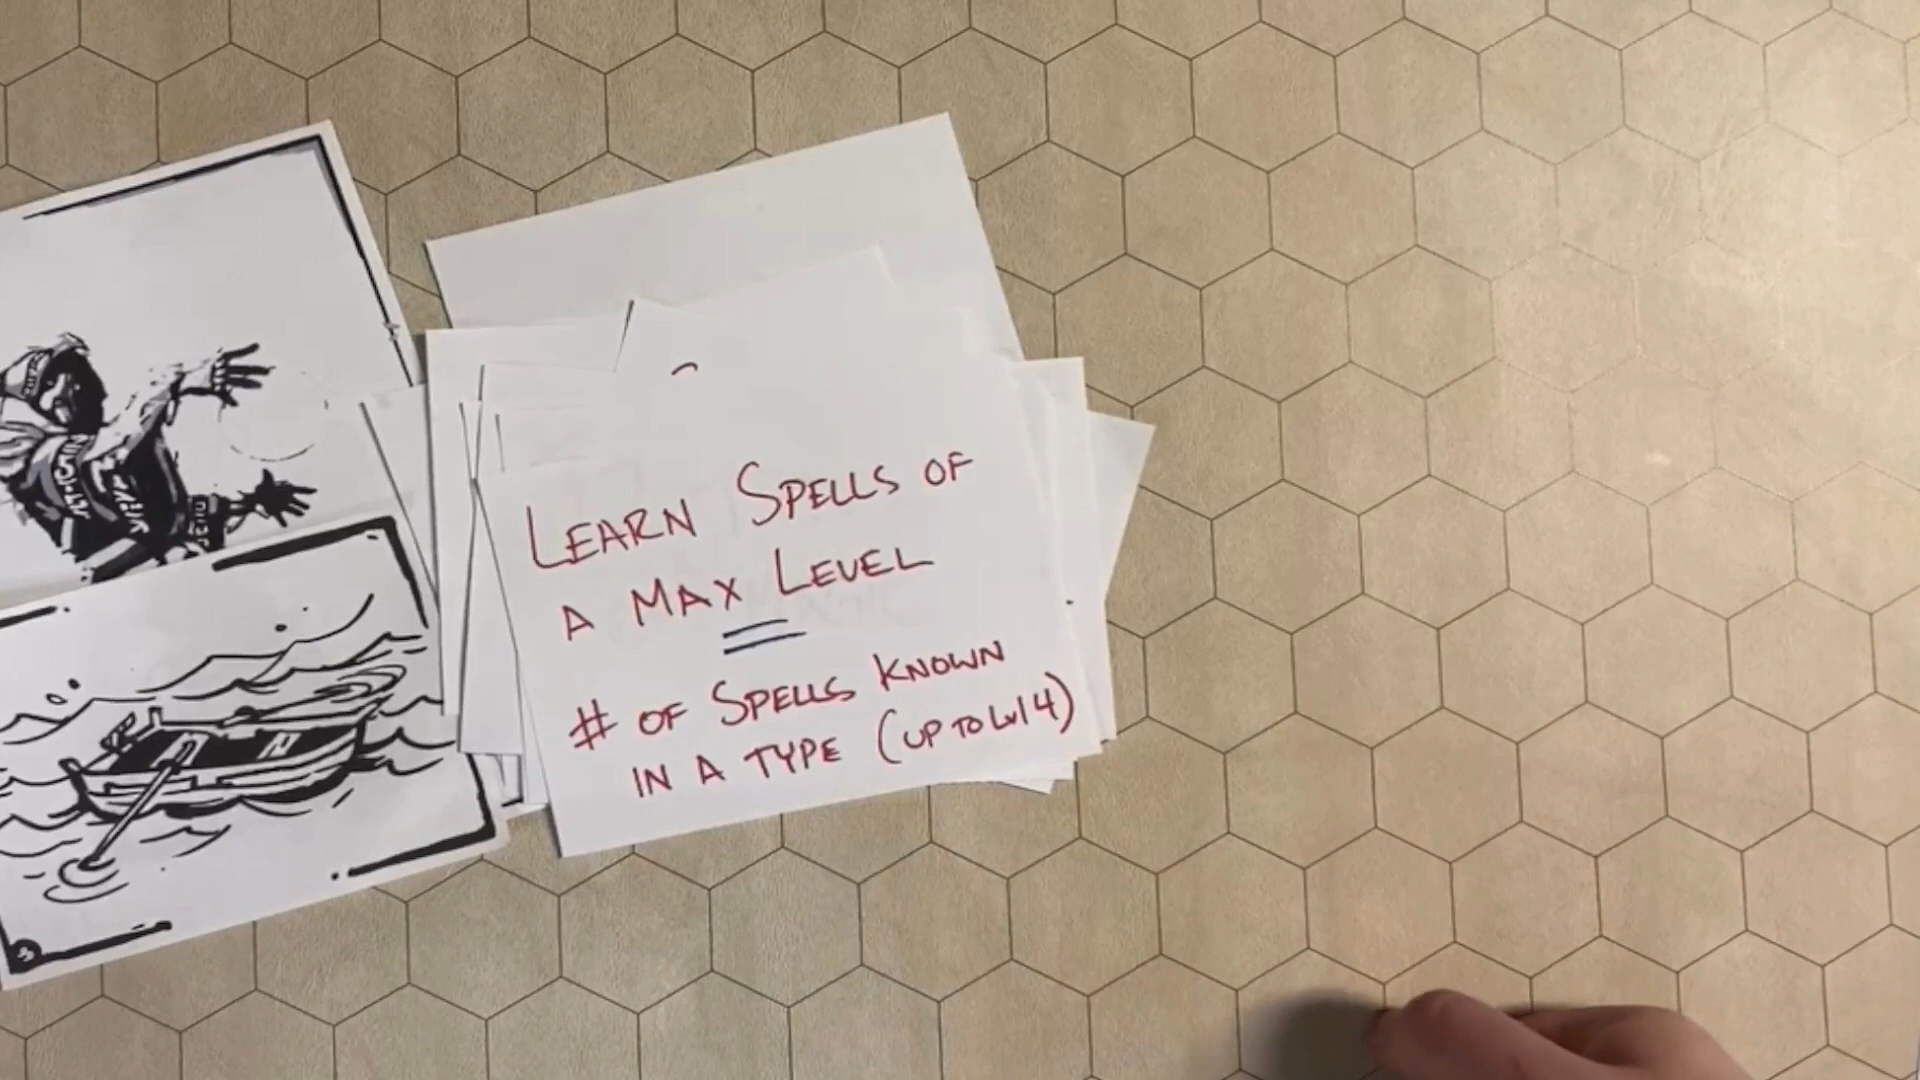 LEARN SPELLS OF
A MAX LEVEL
=
# OF SPELLS KNOWN
IN A TYPE (UP TO LVL 4)